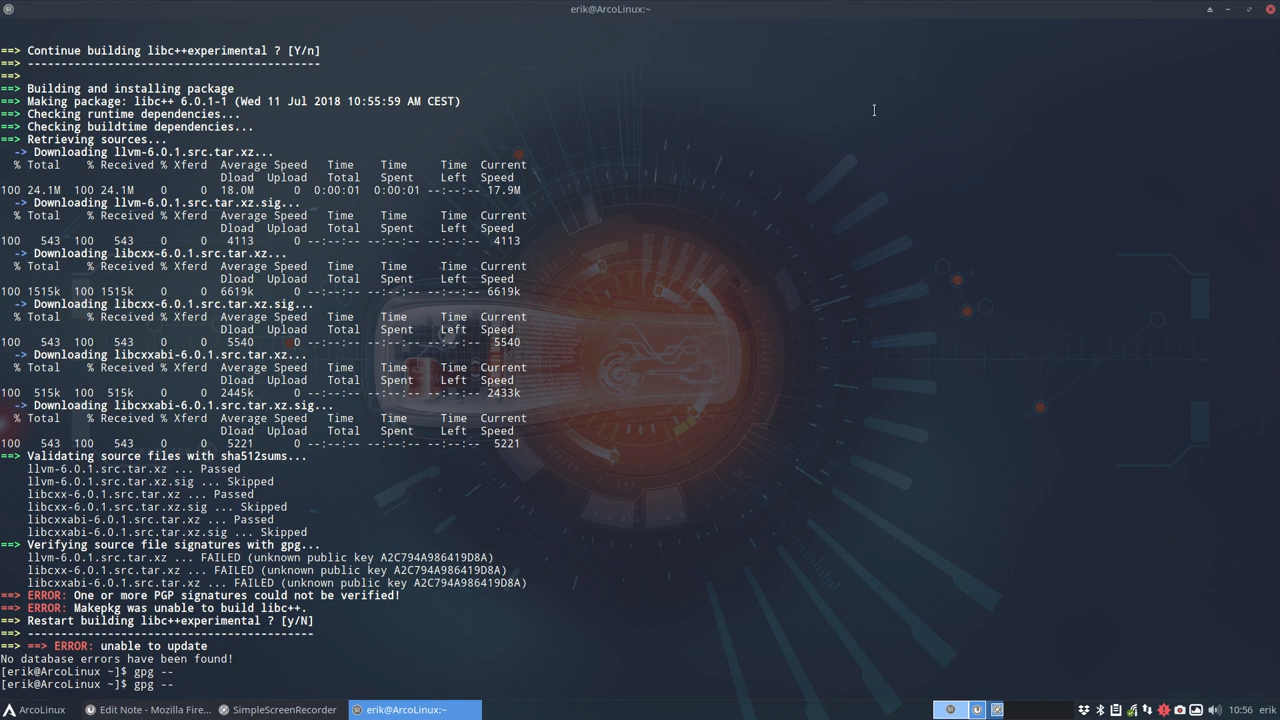 erik@ArcoLinux:~
==> Continue building libc++experimental ? [Y/n]
==> -------------------------------------------
==>
==> Building and installing package
==> Making package: libc++ 6.0.1-1 (Wed 11 Jul 2018 10:55:59 AM CEST)
==> Checking runtime dependencies...
==> Checking buildtime dependencies...
==> Retrieving sources...
-> Downloading llvm-6.0.1.src.tar.xz...
% Total % Received % Xferd Average Speed Time Time Time Current
Dload Upload Total Spent Left Speed
100 24.1M 100 24.1M 0 0 18.0M 0 0:00:01 0:00:01 --:--:-- 17.9M
-> Downloading llvm-6.0.1.src.tar.xz.sig...
% Total % Received % Xferd Average Speed Time Time Time Current
Dload Upload Total Spent Left Speed
100 543 100 543 0 0 4113 0 --:--:-- --:--:-- --:--:-- 4113
-> Downloading libcxx-6.0.1.src.tar.xz...
% Total % Received % Xferd Average Speed Time Time Time Current
Dload Upload Total Spent Left Speed
100 1515k 100 1515k 0 0 6619k 0 --:--:-- --:--:-- --:--:-- 6619k
-> Downloading libcxx-6.0.1.src.tar.xz.sig...
% Total % Received % Xferd Average Speed Time Time Time Current
Dload Upload Total Spent Left Speed
100 543 100 543 0 0 5540 0 --:--:-- --:--:-- --:--:-- 5540
-> Downloading libcxxabi-6.0.1.src.tar.xz...
% Total % Received % Xferd Average Speed Time Time Time Current
Dload Upload Total Spent Left Speed
100 515k 100 515k 0 0 2445k 0 --:--:-- --:--:-- --:--:-- 2433k
-> Downloading libcxxabi-6.0.1.src.tar.xz.sig...
% Total % Received % Xferd Average Speed Time Time Time Current
Dload Upload Total Spent Left Speed
100 543 100 543 0 0 5221 0 --:--:-- --:--:-- --:--:-- 5221
==> Validating source files with sha512sums...
llvm-6.0.1.src.tar.xz ... Passed
llvm-6.0.1.src.tar.xz.sig ... Skipped
libcxx-6.0.1.src.tar.xz ... Passed
libcxx-6.0.1.src.tar.xz.sig ... Skipped
libcxxabi-6.0.1.src.tar.xz ... Passed
libcxxabi-6.0.1.src.tar.xz.sig ... Skipped
==> Verifying source file signatures with gpg...
llvm-6.0.1.src.tar.xz ... FAILED (unknown public key A2C794A986419D8A)
libcxx-6.0.1.src.tar.xz ... FAILED (unknown public key A2C794A986419D8A)
libcxxabi-6.0.1.src.tar.xz ... FAILED (unknown public key A2C794A986419D8A)
==> ERROR: One or more PGP signatures could not be verified!
==> ERROR: Makepkg was unable to build libc++.
==> Restart building libc++experimental ? [y/N]
==> ------------------------------------------
==> ==> ERROR: unable to update
No database errors have been found!
[erik@ArcoLinux ~]$ gpg --
[erik@ArcoLinux ~]$ gpg --
ArcoLinux Edit Note - Mozilla Fire... SimpleScreenRecorder erik@ArcoLinux:~ 10:56 erik